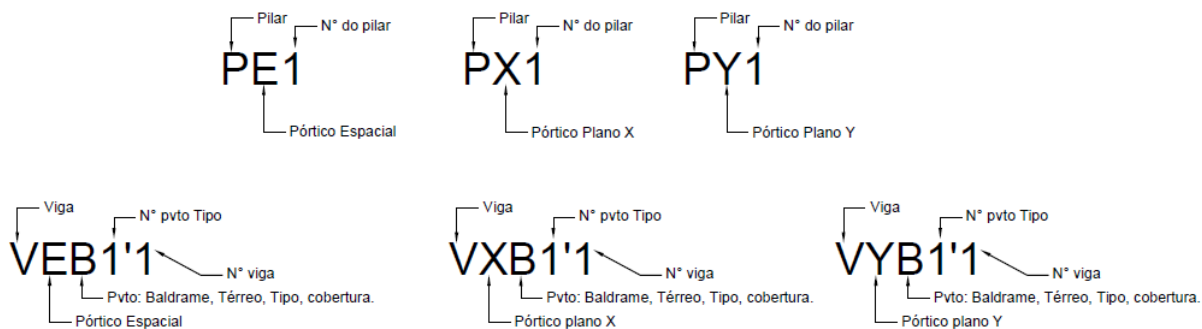 Pilar
N° do pilar
PE1
Pórtico Espacial
Pilar
N° do pilar
PX1
Pórtico Plano X
Pilar
N° do pilar
PY1
Pórtico Plano Y
Viga
N° pvto Tipo
VEB1'1
N° viga
Pvto: Baldrame, Térreo, Tipo, cobertura.
Pórtico Espacial
Viga
N° pvto Tipo
VXB1'1
N° viga
Pvto: Baldrame, Térreo, Tipo, cobertura.
Pórtico plano X
Viga
N° pvto Tipo
VYB1'1
N° viga
Pvto: Baldrame, Térreo, Tipo, cobertura.
Pórtico plano Y